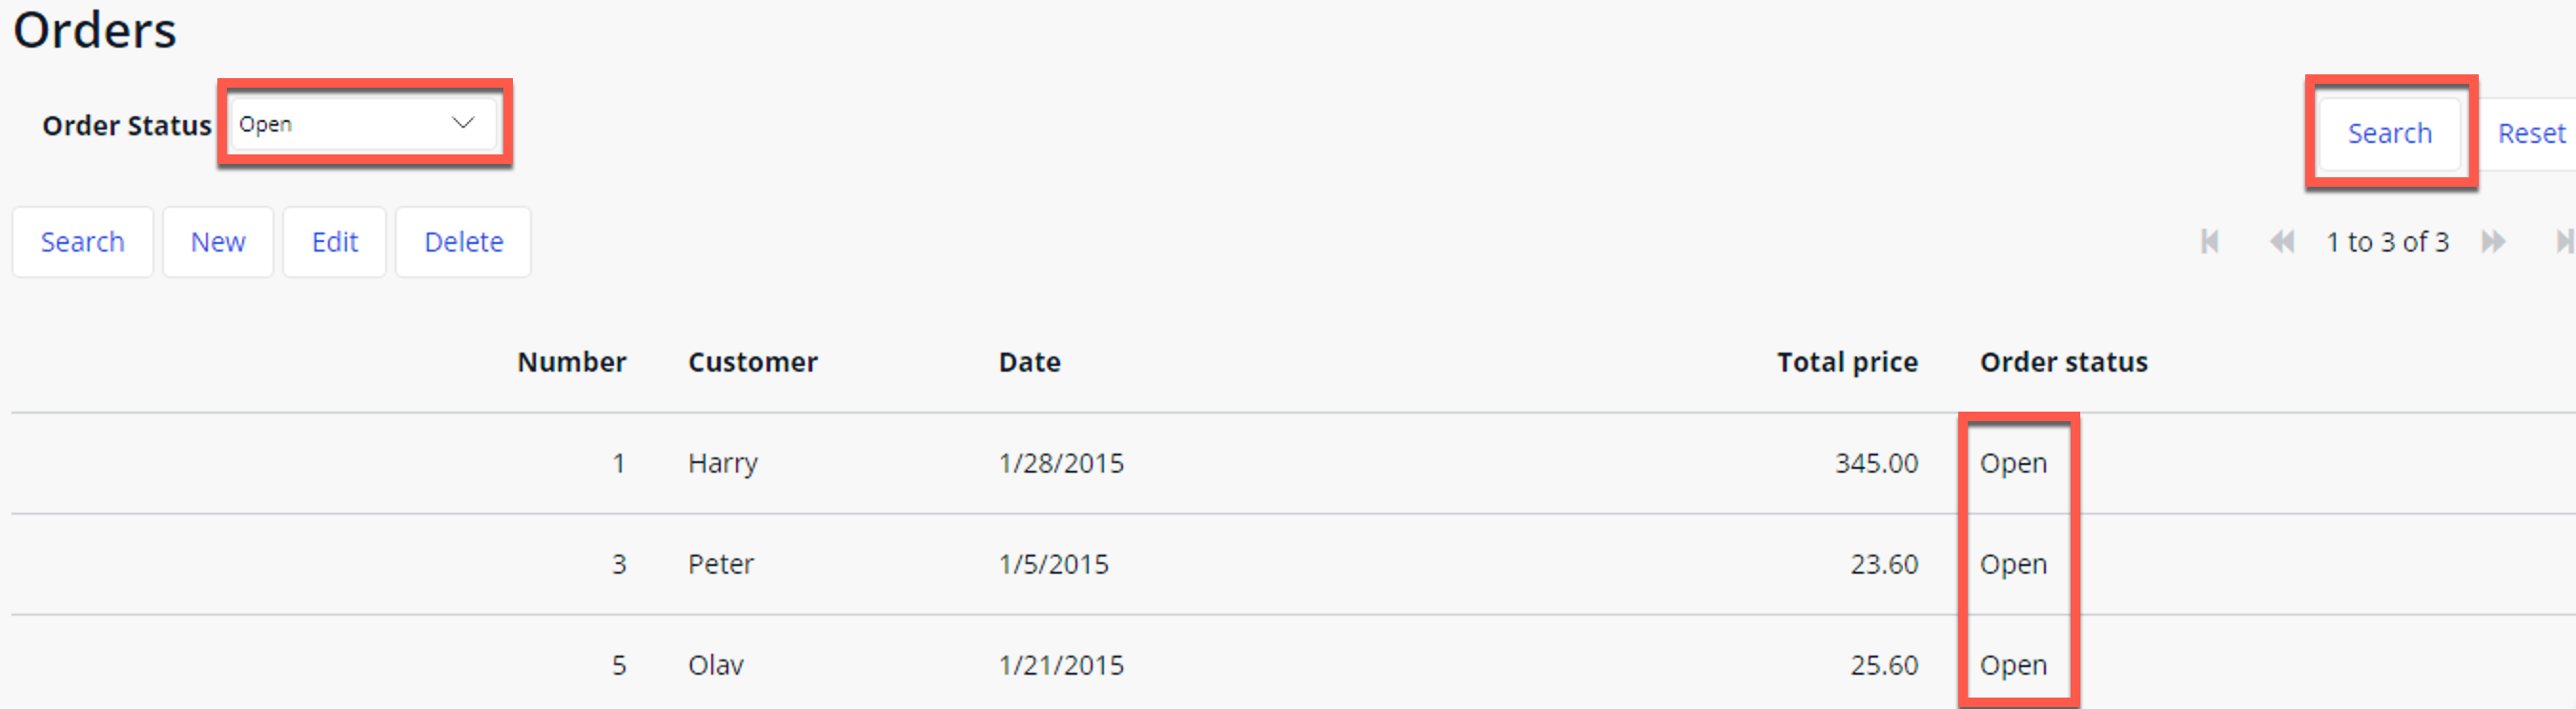 Orders
Order Status Open Search Reset
Search New Edit Delete 1 to 3 of 3
Number Customer Date Total price Order status
1 Harry 1/28/2015 345.00 Open
3 Peter 1/5/2015 23.60 Open
5 Olav 1/21/2015 25.60 Open